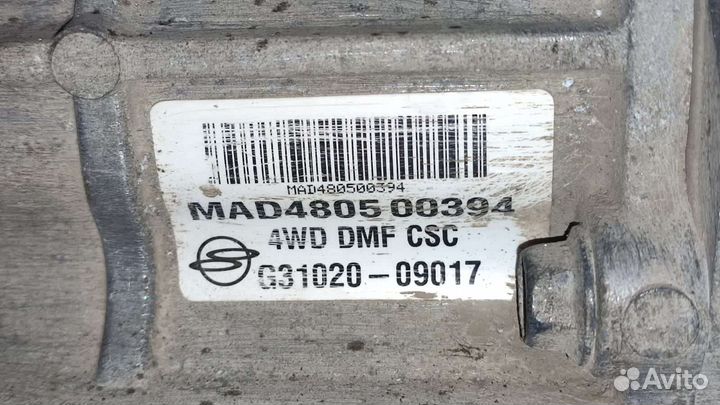 MAD480500394
MAD4805 00394
4WD DMF CSC
G31020-09017
Avito